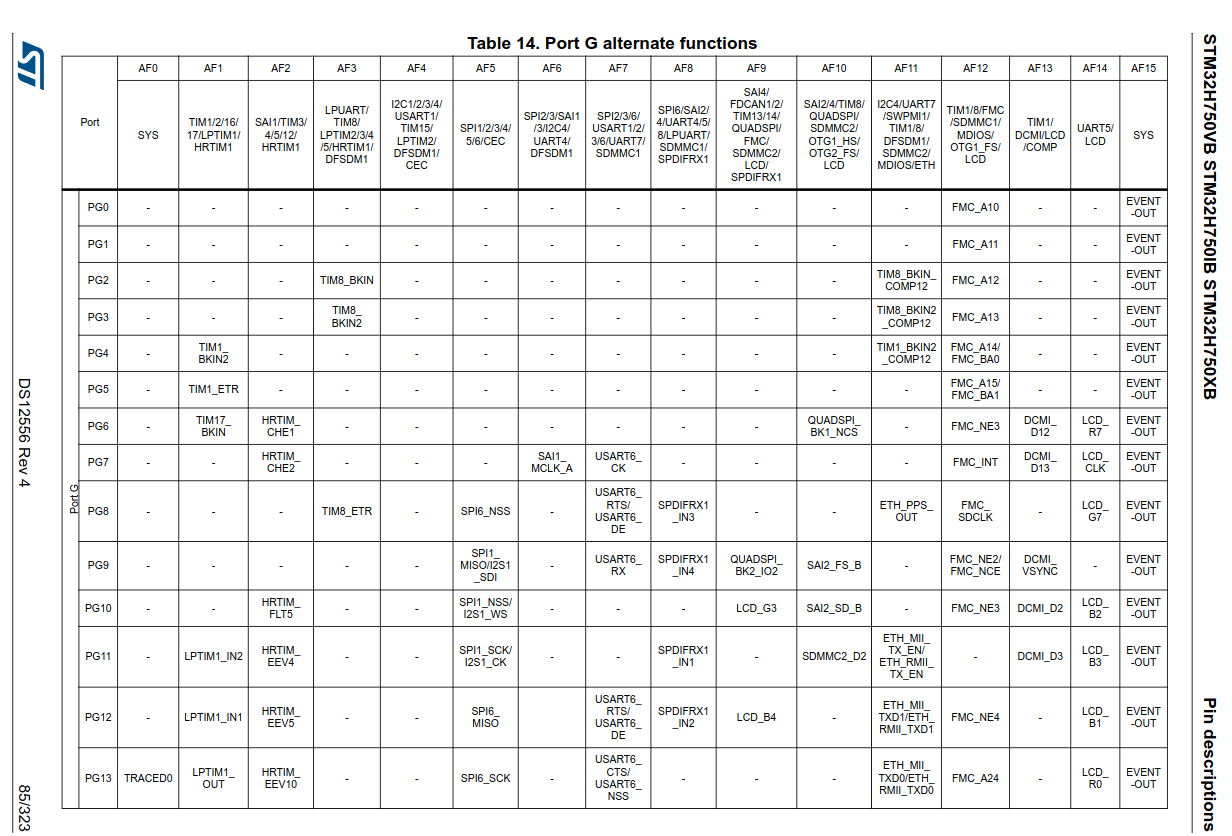 Table 14. Port G alternate functions
Port | AF0 | AF1 | AF2 | AF3 | AF4 | AF5 | AF6 | AF7 | AF8 | AF9 | AF10 | AF11 | AF12 | AF13 | AF14 | AF15
SYS | TIM1/2/16/17/LPTIM1/HRTIM1 | SAI1/TIM3/4/5/12/HRTIM1 | LPUART/TIM8/LPTIM2/3/4/5/HRTIM1/DFSDM1 | I2C1/2/3/4/USART1/TIM15/LPTIM2/DFSDM1/CEC | SPI1/2/3/4/5/6/CEC | SPI2/3/SAI1/3/I2C4/UART4/DFSDM1 | SPI2/3/6/USART1/2/3/6/UART7/SDMMC1 | SPI6/SAI2/4/UART4/5/8/LPUART/SDMMC1/SPDIFRX1 | SAI4/FDCAN1/2/TIM13/14/QUADSPI/FMC/SDMMC2/LCD/SPDIFRX1 | SAI2/4/TIM8/QUADSPI/SDMMC2/OTG1_HS/OTG2_FS/LCD | I2C4/UART7/SWPMI1/TIM1/8/DFSDM1/SDMMC2/MDIOS/ETH | TIM1/8/FMC/SDMMC1/MDIOS/OTG1_FS/LCD | TIM1/DCMI/LCD/COMP | UART5/LCD | SYS
Port G
PG0 | - | - | - | - | - | - | - | - | - | - | - | - | FMC_A10 | - | - | EVENT-OUT
PG1 | - | - | - | - | - | - | - | - | - | - | - | - | FMC_A11 | - | - | EVENT-OUT
PG2 | - | - | - | TIM8_BKIN | - | - | - | - | - | - | - | TIM8_BKIN_COMP12 | FMC_A12 | - | - | EVENT-OUT
PG3 | - | - | - | TIM8_BKIN2 | - | - | - | - | - | - | - | TIM8_BKIN2_COMP12 | FMC_A13 | - | - | EVENT-OUT
PG4 | - | TIM1_BKIN2 | - | - | - | - | - | - | - | - | - | TIM1_BKIN2_COMP12 | FMC_A14/FMC_BA0 | - | - | EVENT-OUT
PG5 | - | TIM1_ETR | - | - | - | - | - | - | - | - | - | - | FMC_A15/FMC_BA1 | - | - | EVENT-OUT
PG6 | - | TIM17_BKIN | HRTIM_CHE1 | - | - | - | - | - | - | - | QUADSPI_BK1_NCS | - | FMC_NE3 | DCMI_D12 | LCD_R7 | EVENT-OUT
PG7 | - | - | HRTIM_CHE2 | - | - | - | SAI1_MCLK_A | USART6_CK | - | - | - | - | FMC_INT | DCMI_D13 | LCD_CLK | EVENT-OUT
PG8 | - | - | - | TIM8_ETR | - | SPI6_NSS | - | USART6_RTS/USART6_DE | SPDIFRX1_IN3 | - | - | ETH_PPS_OUT | FMC_SDCLK | - | LCD_G7 | EVENT-OUT
PG9 | - | - | - | - | - | SPI1_MISO/I2S1_SDI | - | USART6_RX | SPDIFRX1_IN4 | QUADSPI_BK2_IO2 | SAI2_FS_B | - | FMC_NE2/FMC_NCE | DCMI_VSYNC | - | EVENT-OUT
PG10 | - | - | HRTIM_FLT5 | - | - | SPI1_NSS/I2S1_WS | - | - | - | LCD_G3 | SAI2_SD_B | - | FMC_NE3 | DCMI_D2 | LCD_B2 | EVENT-OUT
PG11 | - | LPTIM1_IN2 | HRTIM_EEV4 | - | - | SPI1_SCK/I2S1_CK | - | - | SPDIFRX1_IN1 | - | SDMMC2_D2 | ETH_MII_TX_EN/ETH_RMII_TX_EN | - | DCMI_D3 | LCD_B3 | EVENT-OUT
PG12 | - | LPTIM1_IN1 | HRTIM_EEV5 | - | - | SPI6_MISO | | USART6_RTS/USART6_DE | SPDIFRX1_IN2 | LCD_B4 | - | ETH_MII_TXD1/ETH_RMII_TXD1 | FMC_NE4 | - | LCD_B1 | EVENT-OUT
PG13 | TRACED0 | LPTIM1_OUT | HRTIM_EEV10 | - | - | SPI6_SCK | - | USART6_CTS/USART6_NSS | - | - | - | ETH_MII_TXD0/ETH_RMII_TXD0 | FMC_A24 | - | LCD_R0 | EVENT-OUT
STM32H750VB STM32H750IB STM32H750XB
Pin descriptions
ST
DS12556 Rev 4
85/323